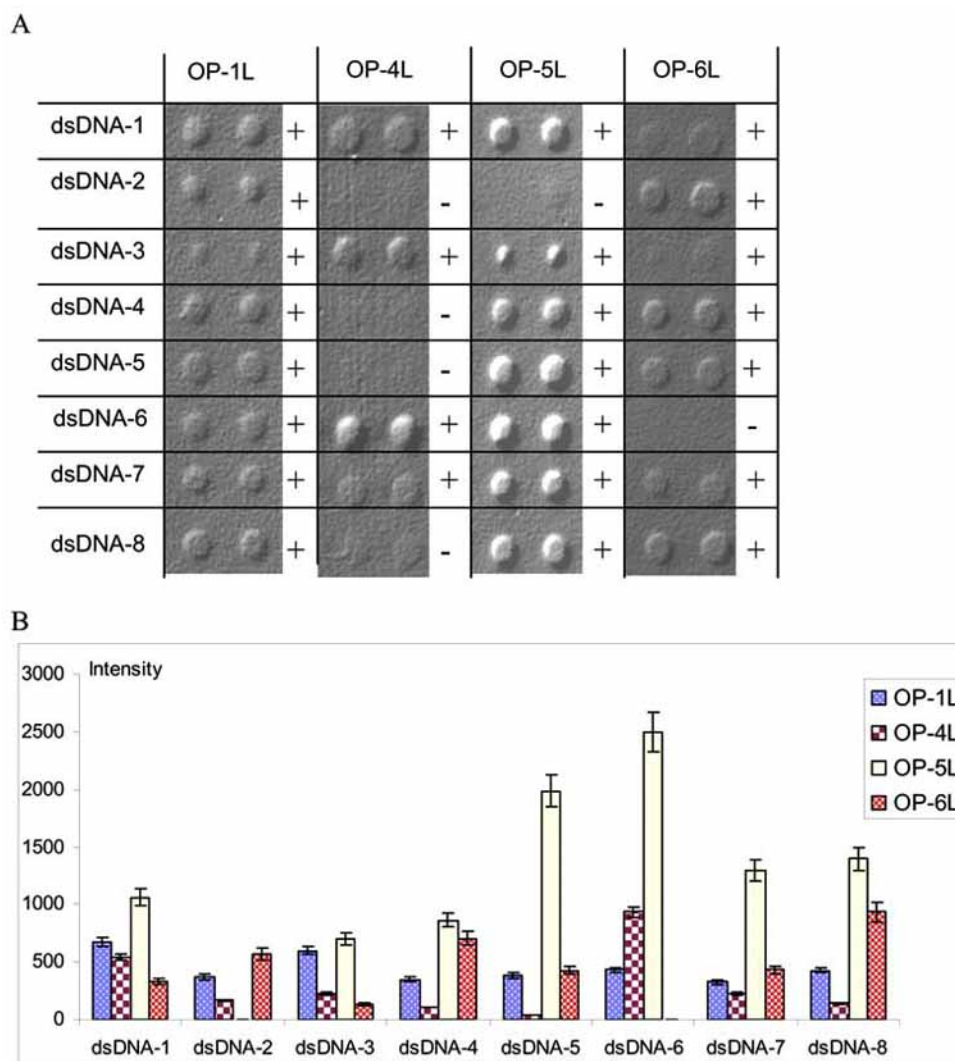 A
OP-1L OP-4L OP-5L OP-6L
dsDNA-1 + + + +
dsDNA-2 + - - +
dsDNA-3 + + + +
dsDNA-4 + - + +
dsDNA-5 + - + +
dsDNA-6 + + + -
dsDNA-7 + + + +
dsDNA-8 + - + +
B
Intensity
3000
2500
2000
1500
1000
500
0
OP-1L
OP-4L
OP-5L
OP-6L
dsDNA-1 dsDNA-2 dsDNA-3 dsDNA-4 dsDNA-5 dsDNA-6 dsDNA-7 dsDNA-8